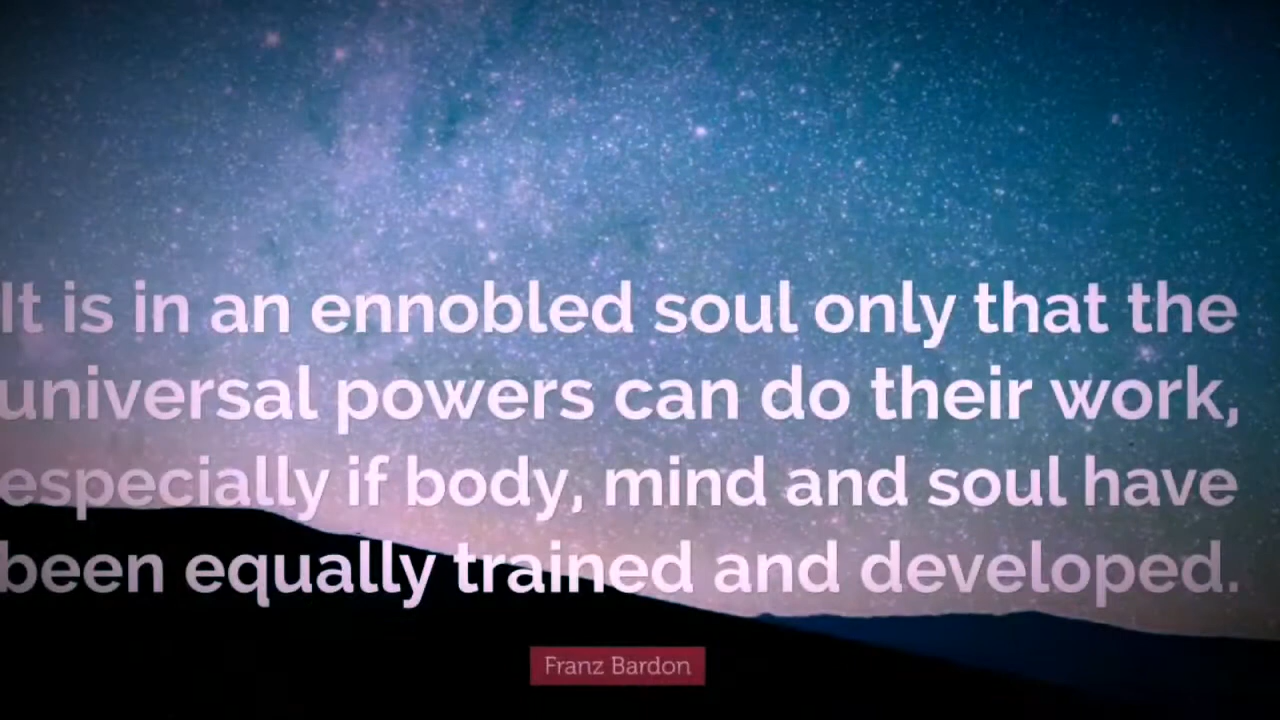 It is in an ennobled soul only that the
universal powers can do their work,
especially if body, mind and soul have
been equally trained and developed.
Franz Bardon